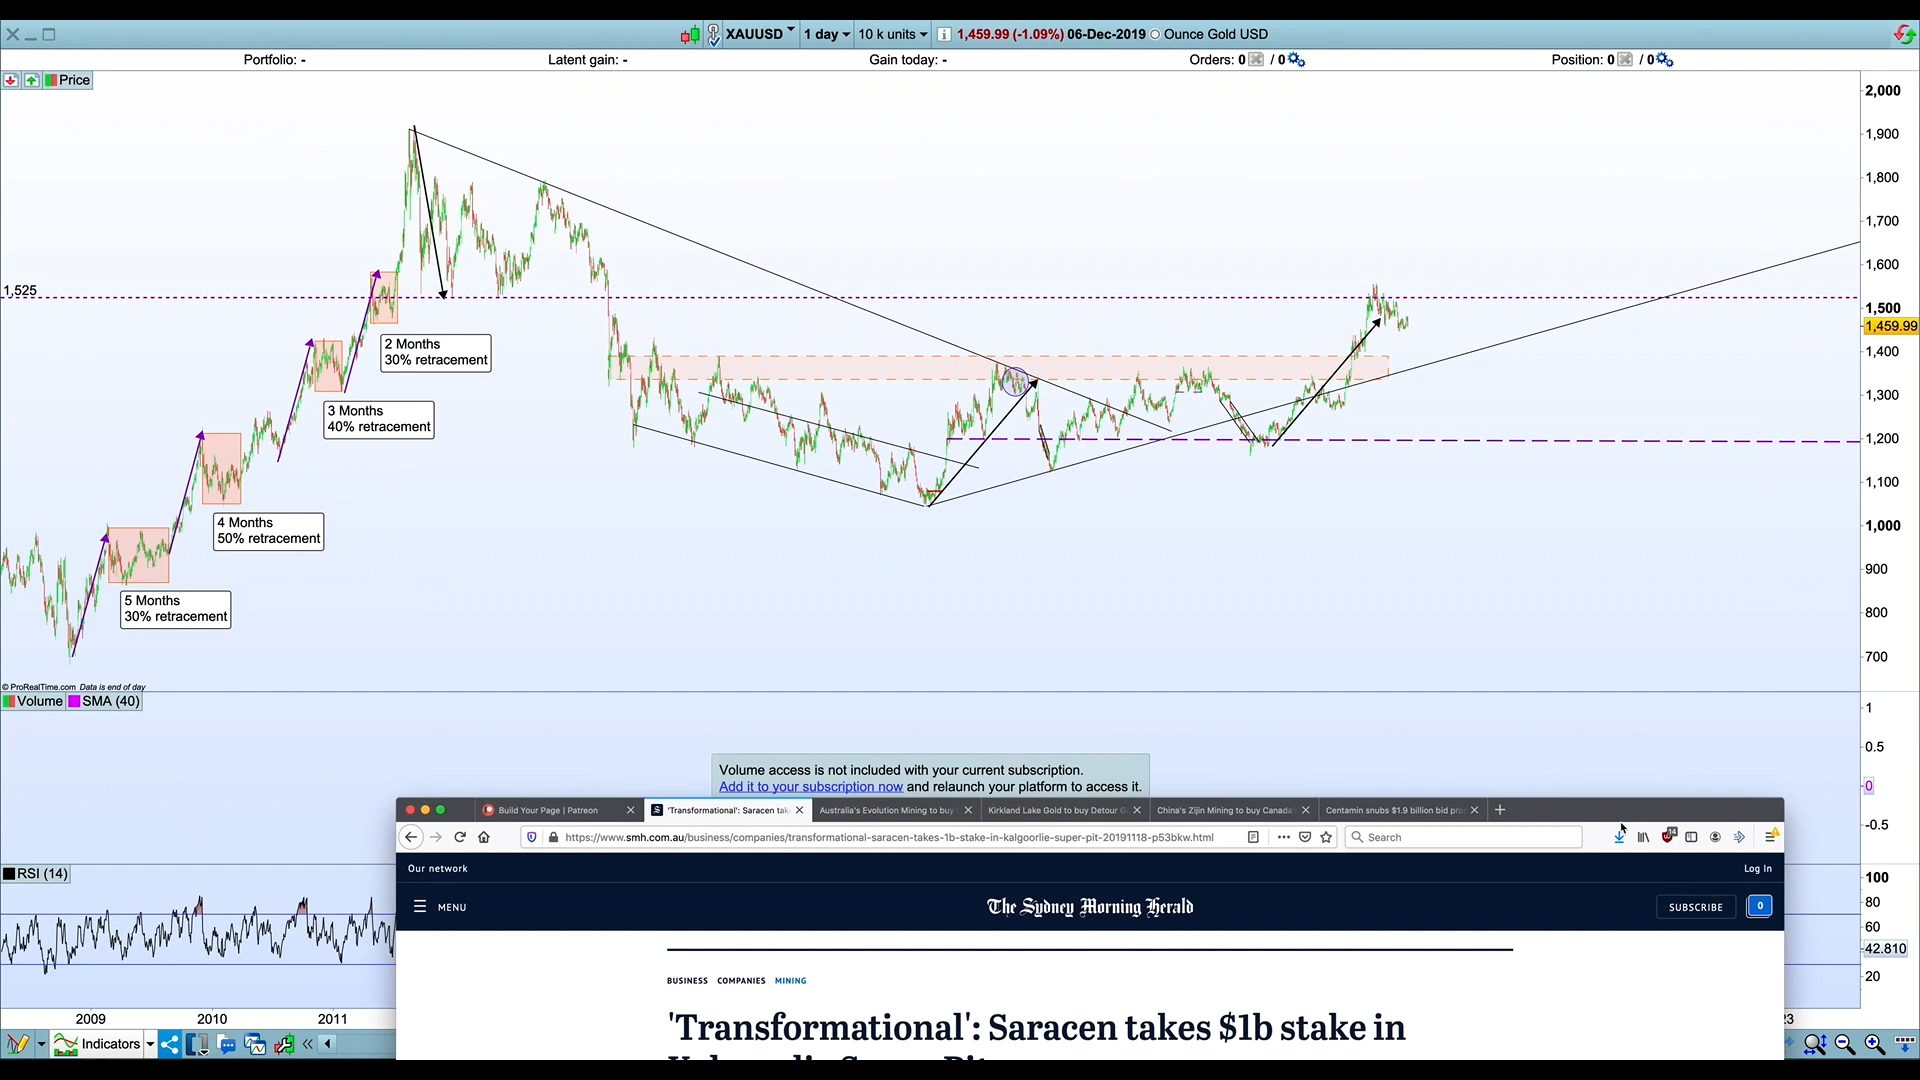 XAUUSD 1 day 10 k units 1,459.99 (-1.09%) 06-Dec-2019 Ounce Gold USD
Portfolio: - Latent gain: - Gain today: - Orders: 0 / 0 Position: 0 / 0
Price
2,000
1,900
1,800
1,700
1,600
1,525
1,500
1,459.99
1,400
1,300
1,200
1,100
1,000
900
800
700
2 Months
30% retracement
3 Months
40% retracement
4 Months
50% retracement
5 Months
30% retracement
© ProRealTime.com Data is end of day
Volume SMA (40)
1
0.5
0
-0.5
Volume access is not included with your current subscription.
Add it to your subscription now and relaunch your platform to access it.
Build Your Page | Patreon 'Transformational': Saracen tak Australia's Evolution Mining to buy Kirkland Lake Gold to buy Detour G China's Zijin Mining to buy Canada' Centamin snubs $1.9 billion bid pro
https://www.smh.com.au/business/companies/transformational-saracen-takes-1b-stake-in-kalgoorlie-super-pit-20191118-p53bkw.html Search 14
Our network Log In
MENU The Sydney Morning Herald SUBSCRIBE 0
BUSINESS COMPANIES MINING
'Transformational': Saracen takes $1b stake in
RSI (14)
100
80
60
42.810
20
2009 2010 2011 23
Indicators